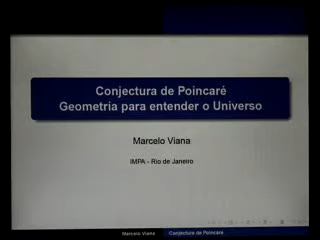 Conjectura de Poincaré
Geometria para entender o Universo
Marcelo Viana
IMPA - Rio de Janeiro
Marcelo Viana Conjectura de Poincaré